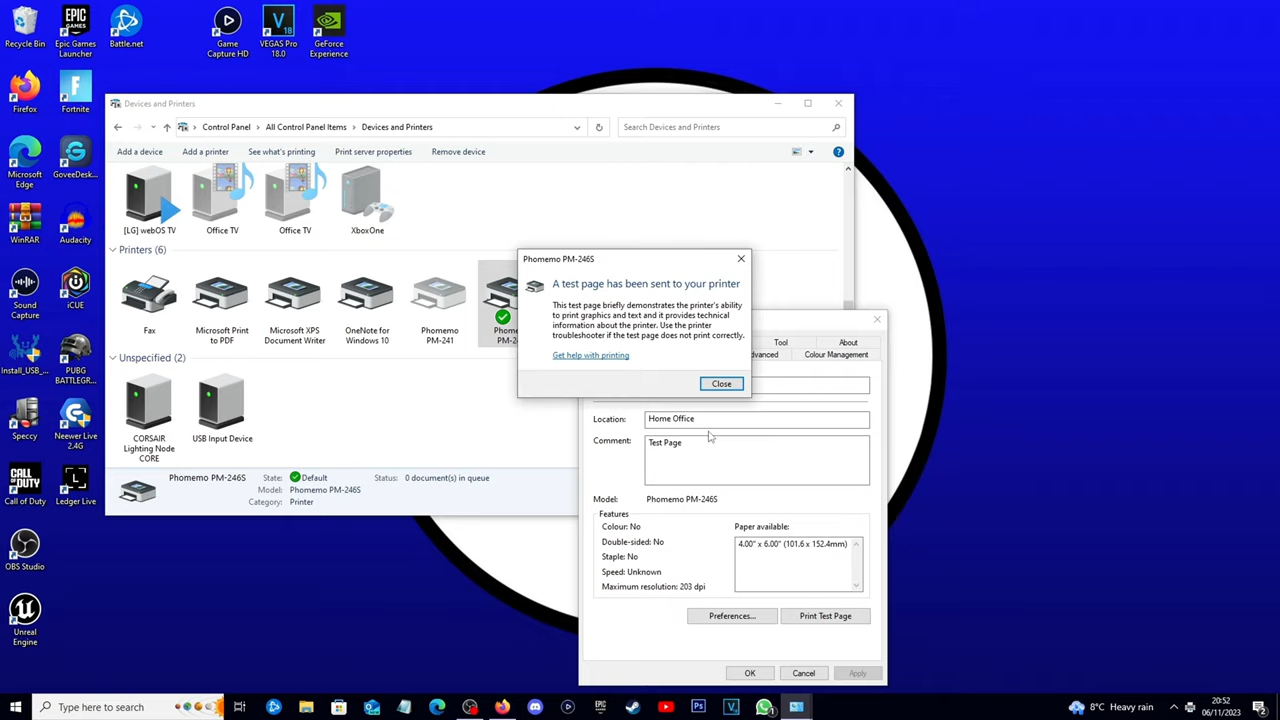 Recycle Bin
Epic Games
Launcher
Battle.net
Game
Capture HD
VEGAS Pro
18.0
GeForce
Experience
Firefox
Fortnite
Microsoft
Edge
GoveeDesk...
WinRAR
Audacity
Sound
Capture
iCUE
Install_USB_...
PUBG
BATTLEGR...
Speccy
Neewer Live
2.4G
Call of Duty
Ledger Live
OBS Studio
Unreal
Engine
Devices and Printers
Control Panel > All Control Panel Items > Devices and Printers
Search Devices and Printers
Add a device
Add a printer
See what's printing
Print server properties
Remove device
[LG] webOS TV
Office TV
Office TV
XboxOne
Printers (6)
Fax
Microsoft Print
to PDF
Microsoft XPS
Document Writer
OneNote for
Windows 10
Phomemo
PM-241
Phome
PM-2
Unspecified (2)
CORSAIR
Lighting Node
CORE
USB Input Device
Phomemo PM-246S
State: Default
Model: Phomemo PM-246S
Category: Printer
Status: 0 document(s) in queue
Phomemo PM-246S
A test page has been sent to your printer
This test page briefly demonstrates the printer's ability
to print graphics and text and it provides technical
information about the printer. Use the printer
troubleshooter if the test page does not print correctly.
Get help with printing
Close
Tool
About
dvanced
Colour Management
Location: Home Office
Comment: Test Page
Model: Phomemo PM-246S
Features
Colour: No
Double-sided: No
Staple: No
Speed: Unknown
Maximum resolution: 203 dpi
Paper available:
4.00" x 6.00" (101.6 x 152.4mm)
Preferences...
Print Test Page
OK
Cancel
Apply
Type here to search
EPIC
Ps
V
1
8°C Heavy rain
20:52
06/11/2023
2